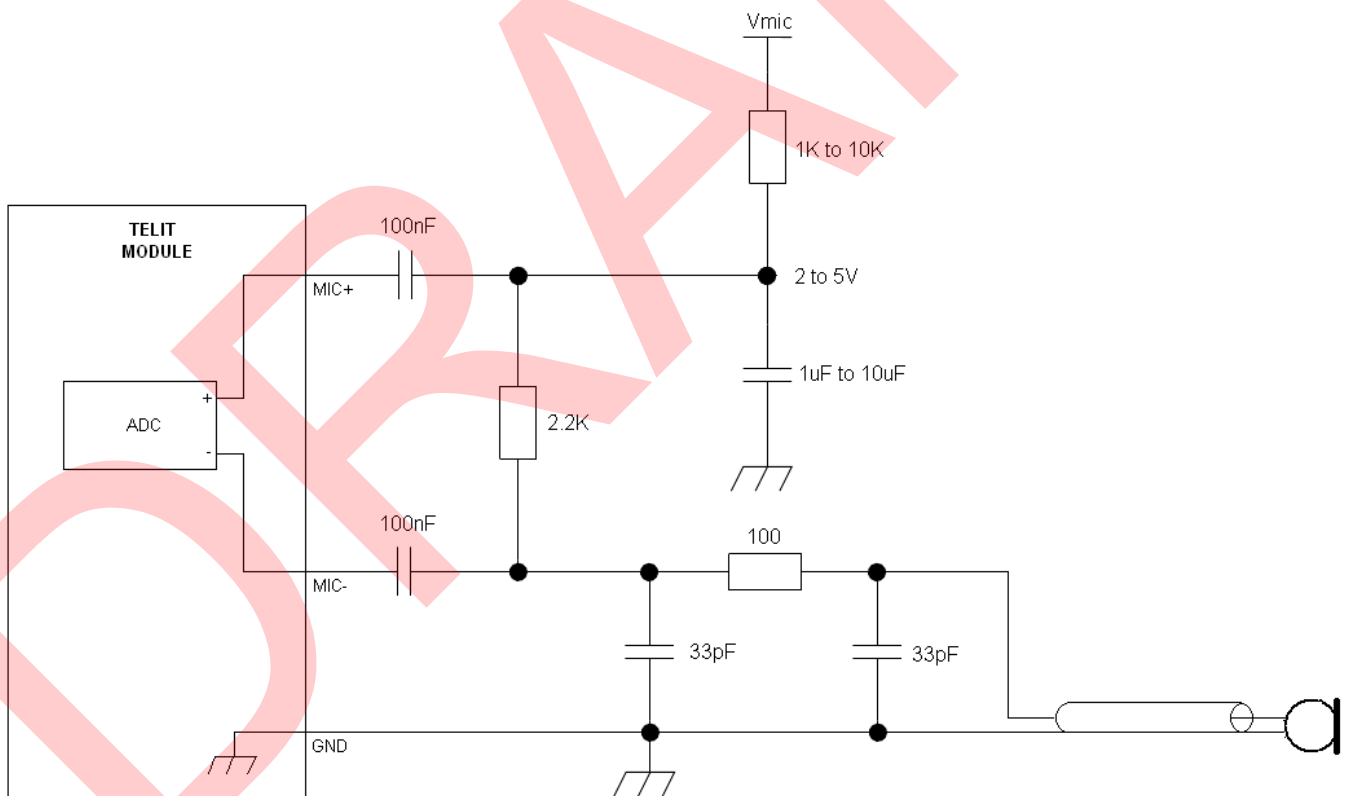 Vmic
1K to 10K
TELIT
MODULE
100nF
MIC+
2 to 5V
1uF to 10uF
+
ADC
-
2.2K
100nF
100
MIC-
33pF
33pF
GND
DRA